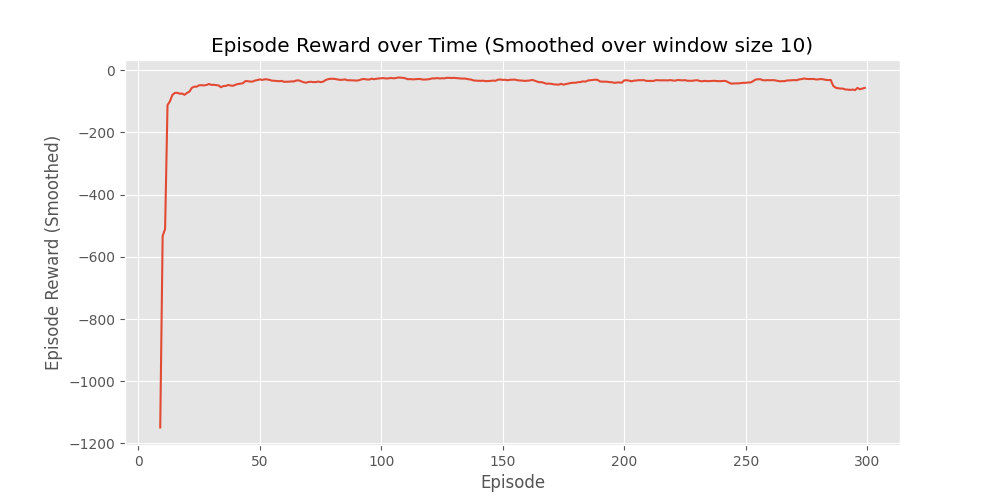 Episode Reward over Time (Smoothed over window size 10)
Episode Reward (Smoothed)
0
−200
−400
−600
−800
−1000
−1200
0 50 100 150 200 250 300
Episode